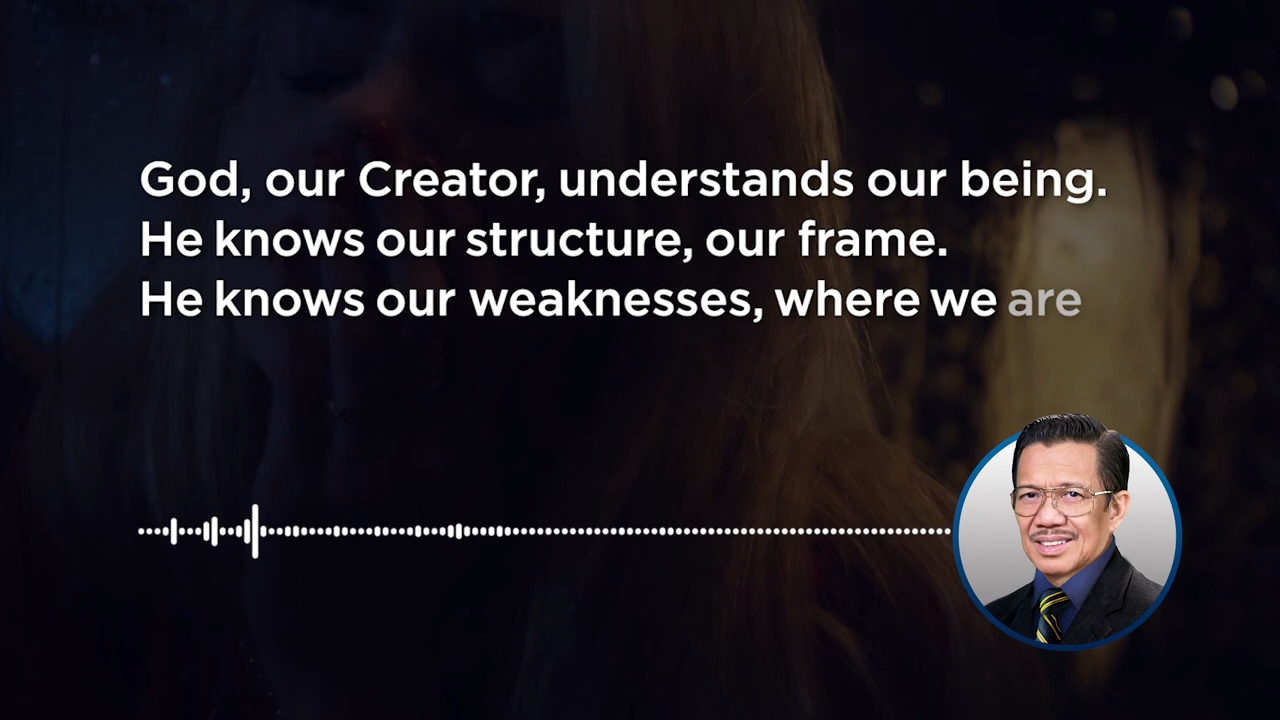 God, our Creator, understands our being.
He knows our structure, our frame.
He knows our weaknesses, where we are